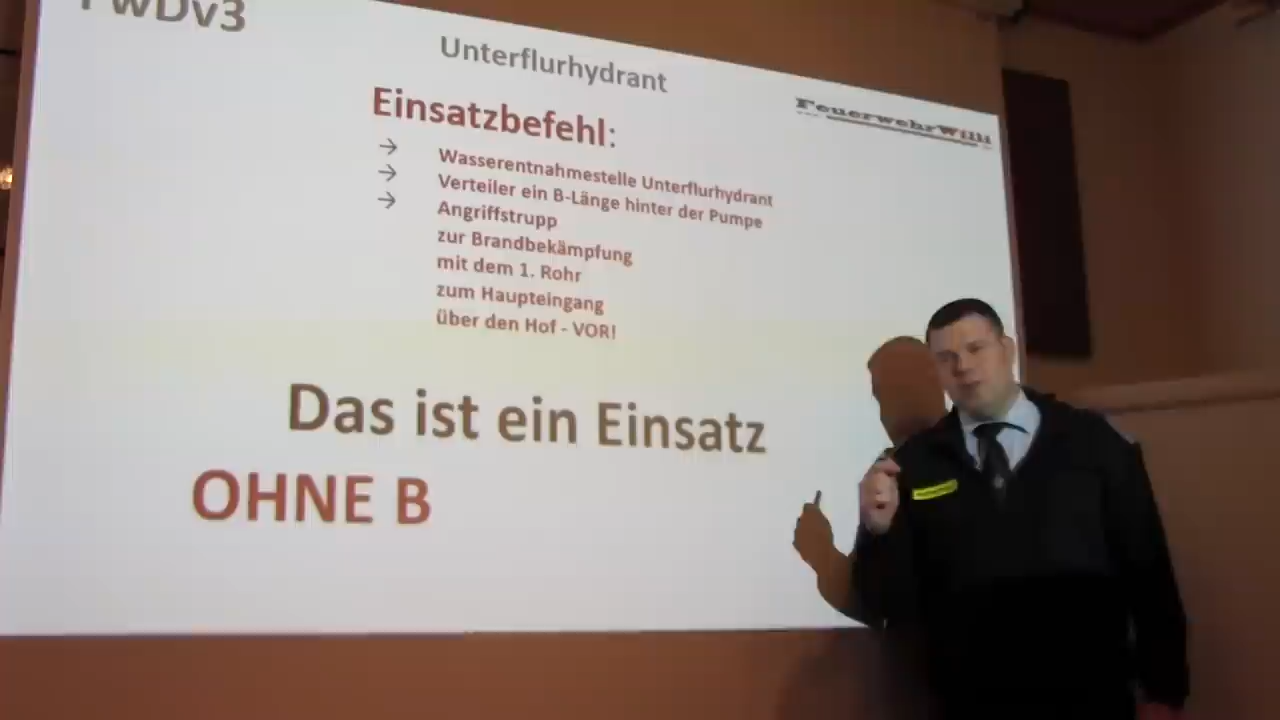 FwDv3
Unterflurhydrant
FeuerwehrWilli
Einsatzbefehl:
→ Wasserentnahmestelle Unterflurhydrant
→ Verteiler ein B-Länge hinter der Pumpe
→ Angriffstrupp
zur Brandbekämpfung
mit dem 1. Rohr
zum Haupteingang
über den Hof - VOR!
Das ist ein Einsatz
OHNE B